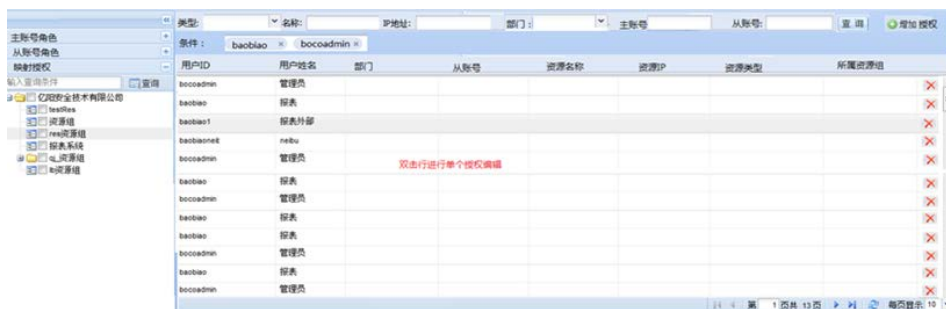 类型: 名称: IP地址: 部门: 主账号 从账号: 查询 增加授权
主账号角色
从账号角色
映射授权
输入查询条件 查询
亿阳安全技术有限公司
testRes
资源组
res资源组
报表系统
资源组
资源组
条件: baobiao × bocoadmin ×
用户ID 用户姓名 部门 从账号 资源名称 资源IP 资源类型 所属资源组
bocoadmin 管理员
baobiao 报表
baobiao1 报表外部
baobiaoneit neibu
bocoadmin 管理员
双击行进行单个授权编辑
baobiao 报表
bocoadmin 管理员
baobiao 报表
baobiao 报表
bocoadmin 管理员
baobiao 报表
bocoadmin 管理员
第 1 页共 13 页 每页显示 10